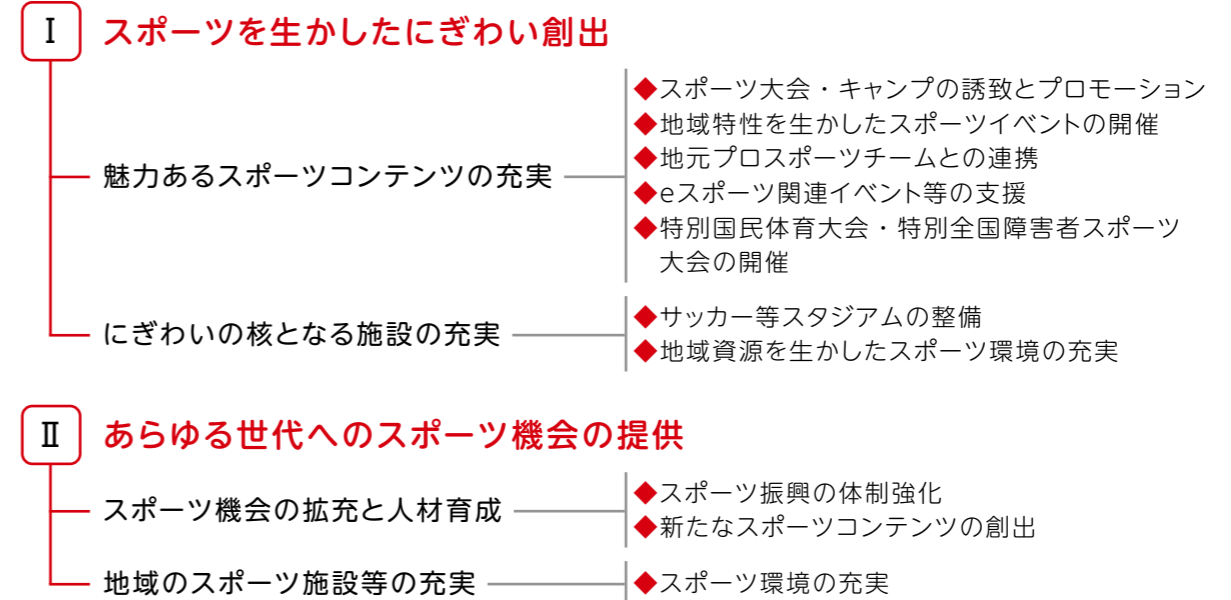 Ⅰ スポーツを生かしたにぎわい創出
魅力あるスポーツコンテンツの充実
◆スポーツ大会・キャンプの誘致とプロモーション
◆地域特性を生かしたスポーツイベントの開催
◆地元プロスポーツチームとの連携
◆eスポーツ関連イベント等の支援
◆特別国民体育大会・特別全国障害者スポーツ
大会の開催
にぎわいの核となる施設の充実
◆サッカー等スタジアムの整備
◆地域資源を生かしたスポーツ環境の充実
Ⅱ あらゆる世代へのスポーツ機会の提供
スポーツ機会の拡充と人材育成
◆スポーツ振興の体制強化
◆新たなスポーツコンテンツの創出
地域のスポーツ施設等の充実
◆スポーツ環境の充実